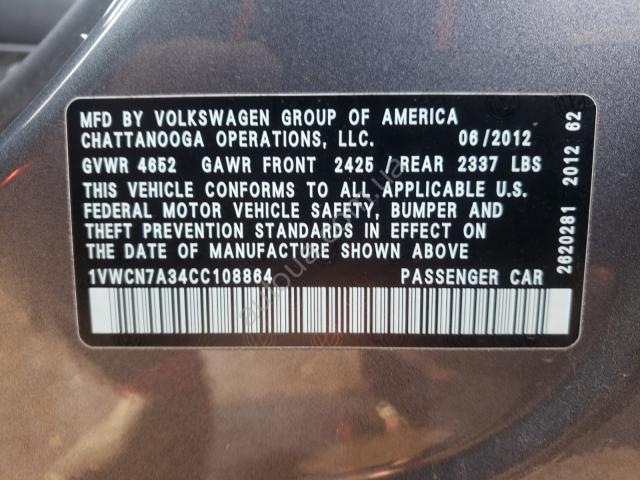 MFD BY VOLKSWAGEN GROUP OF AMERICA
CHATTANOOGA OPERATIONS, LLC. 06/2012
GVWR 4652 GAWR FRONT 2425 / REAR 2337 LBS
THIS VEHICLE CONFORMS TO ALL APPLICABLE U.S.
FEDERAL MOTOR VEHICLE SAFETY, BUMPER AND
THEFT PREVENTION STANDARDS IN EFFECT ON
THE DATE OF MANUFACTURE SHOWN ABOVE
1VWCN7A34CC108864 PASSENGER CAR
2620281 2012 62